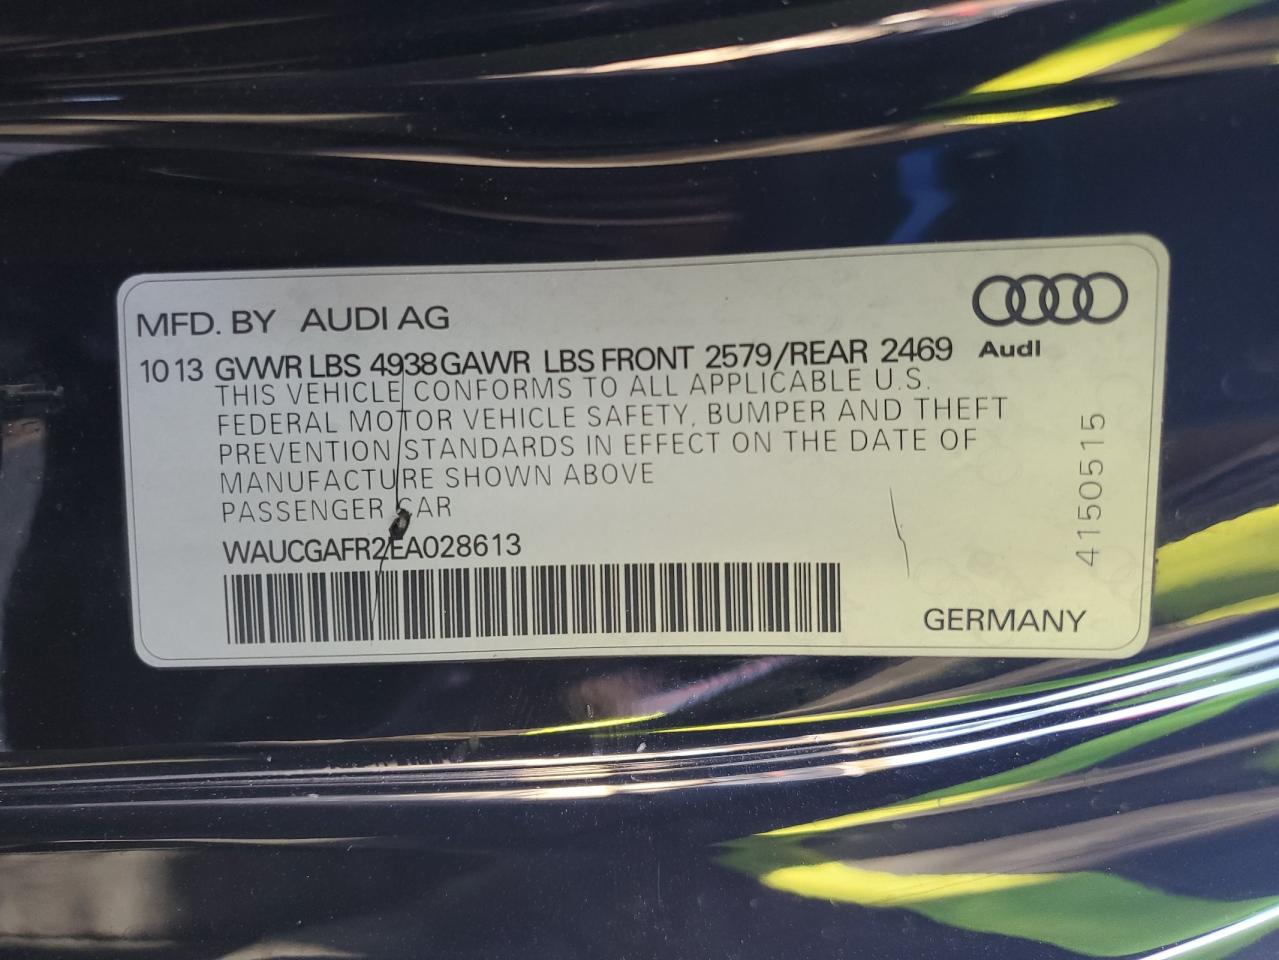 MFD. BY AUDI AG
10 13 GVWR LBS 4938 GAWR LBS FRONT 2579/REAR 2469
Audi
THIS VEHICLE CONFORMS TO ALL APPLICABLE U.S.
FEDERAL MOTOR VEHICLE SAFETY, BUMPER AND THEFT
PREVENTION STANDARDS IN EFFECT ON THE DATE OF
MANUFACTURE SHOWN ABOVE
PASSENGER CAR
WAUCGAFR2EA028613
GERMANY
4150515